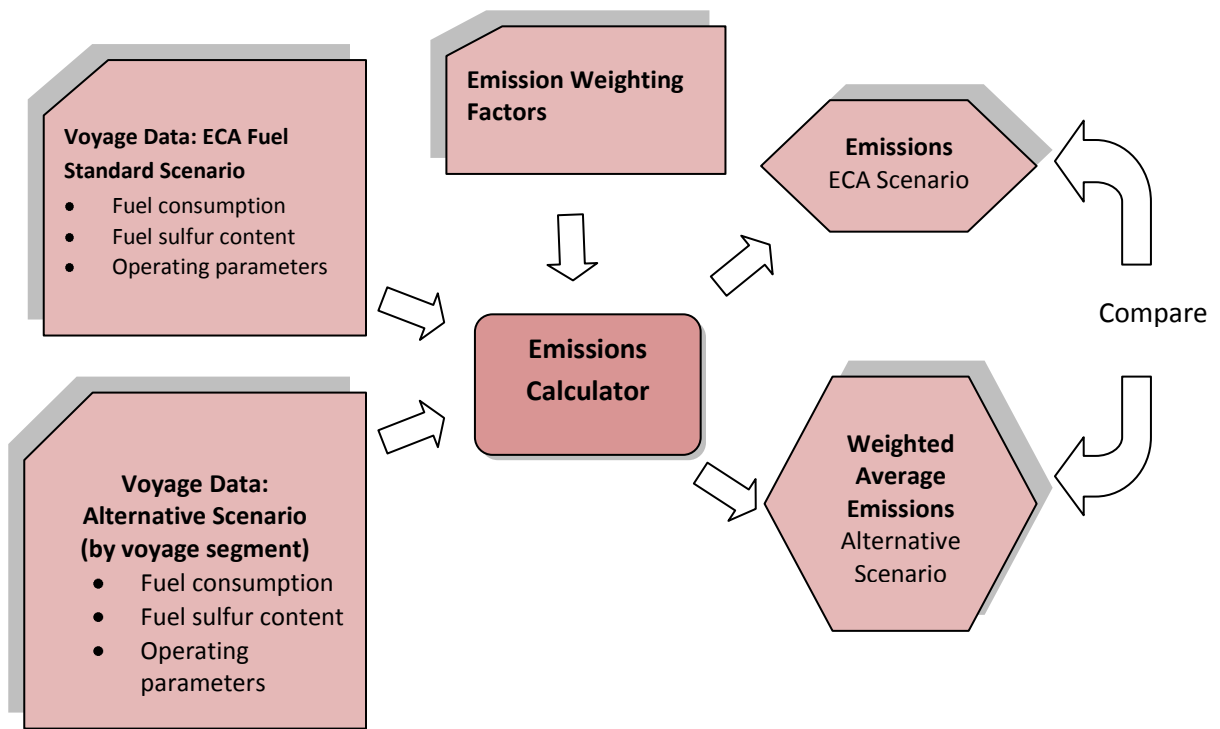 Voyage Data: ECA Fuel
Standard Scenario
• Fuel consumption
• Fuel sulfur content
• Operating parameters
Emission Weighting
Factors
Emissions
ECA Scenario
Compare
Emissions
Calculator
Voyage Data:
Alternative Scenario
(by voyage segment)
• Fuel consumption
• Fuel sulfur content
• Operating
parameters
Weighted
Average
Emissions
Alternative
Scenario